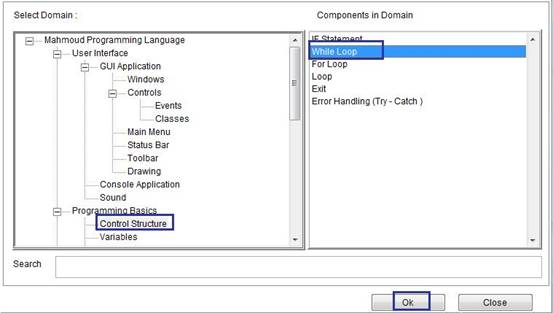 Select Domain :
Components in Domain
Mahmoud Programming Language
User Interface
GUI Application
Windows
Controls
Events
Classes
Main Menu
Status Bar
Toolbar
Drawing
Console Application
Sound
Programming Basics
Control Structure
Variables
IF Statement
While Loop
For Loop
Loop
Exit
Error Handling (Try - Catch )
Search
Ok
Close